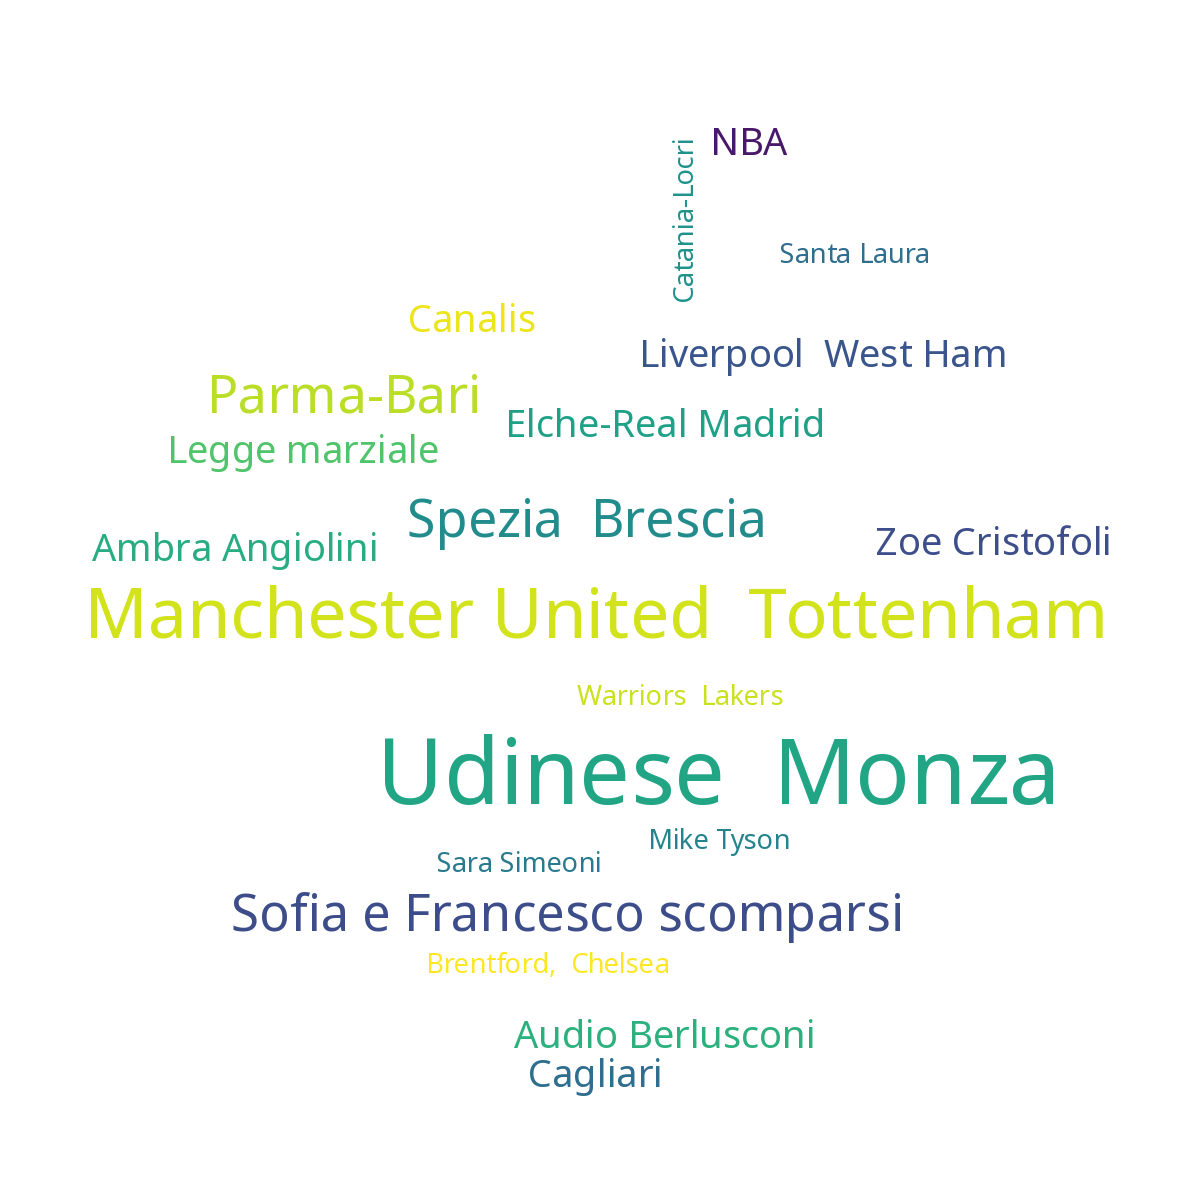 NBA
Catania-Locri
Santa Laura
Canalis
Liverpool  West Ham
Parma-Bari
Elche-Real Madrid
Legge marziale
Spezia  Brescia
Zoe Cristofoli
Ambra Angiolini
Manchester United  Tottenham
Warriors  Lakers
Udinese  Monza
Mike Tyson
Sara Simeoni
Sofia e Francesco scomparsi
Brentford,  Chelsea
Audio Berlusconi
Cagliari